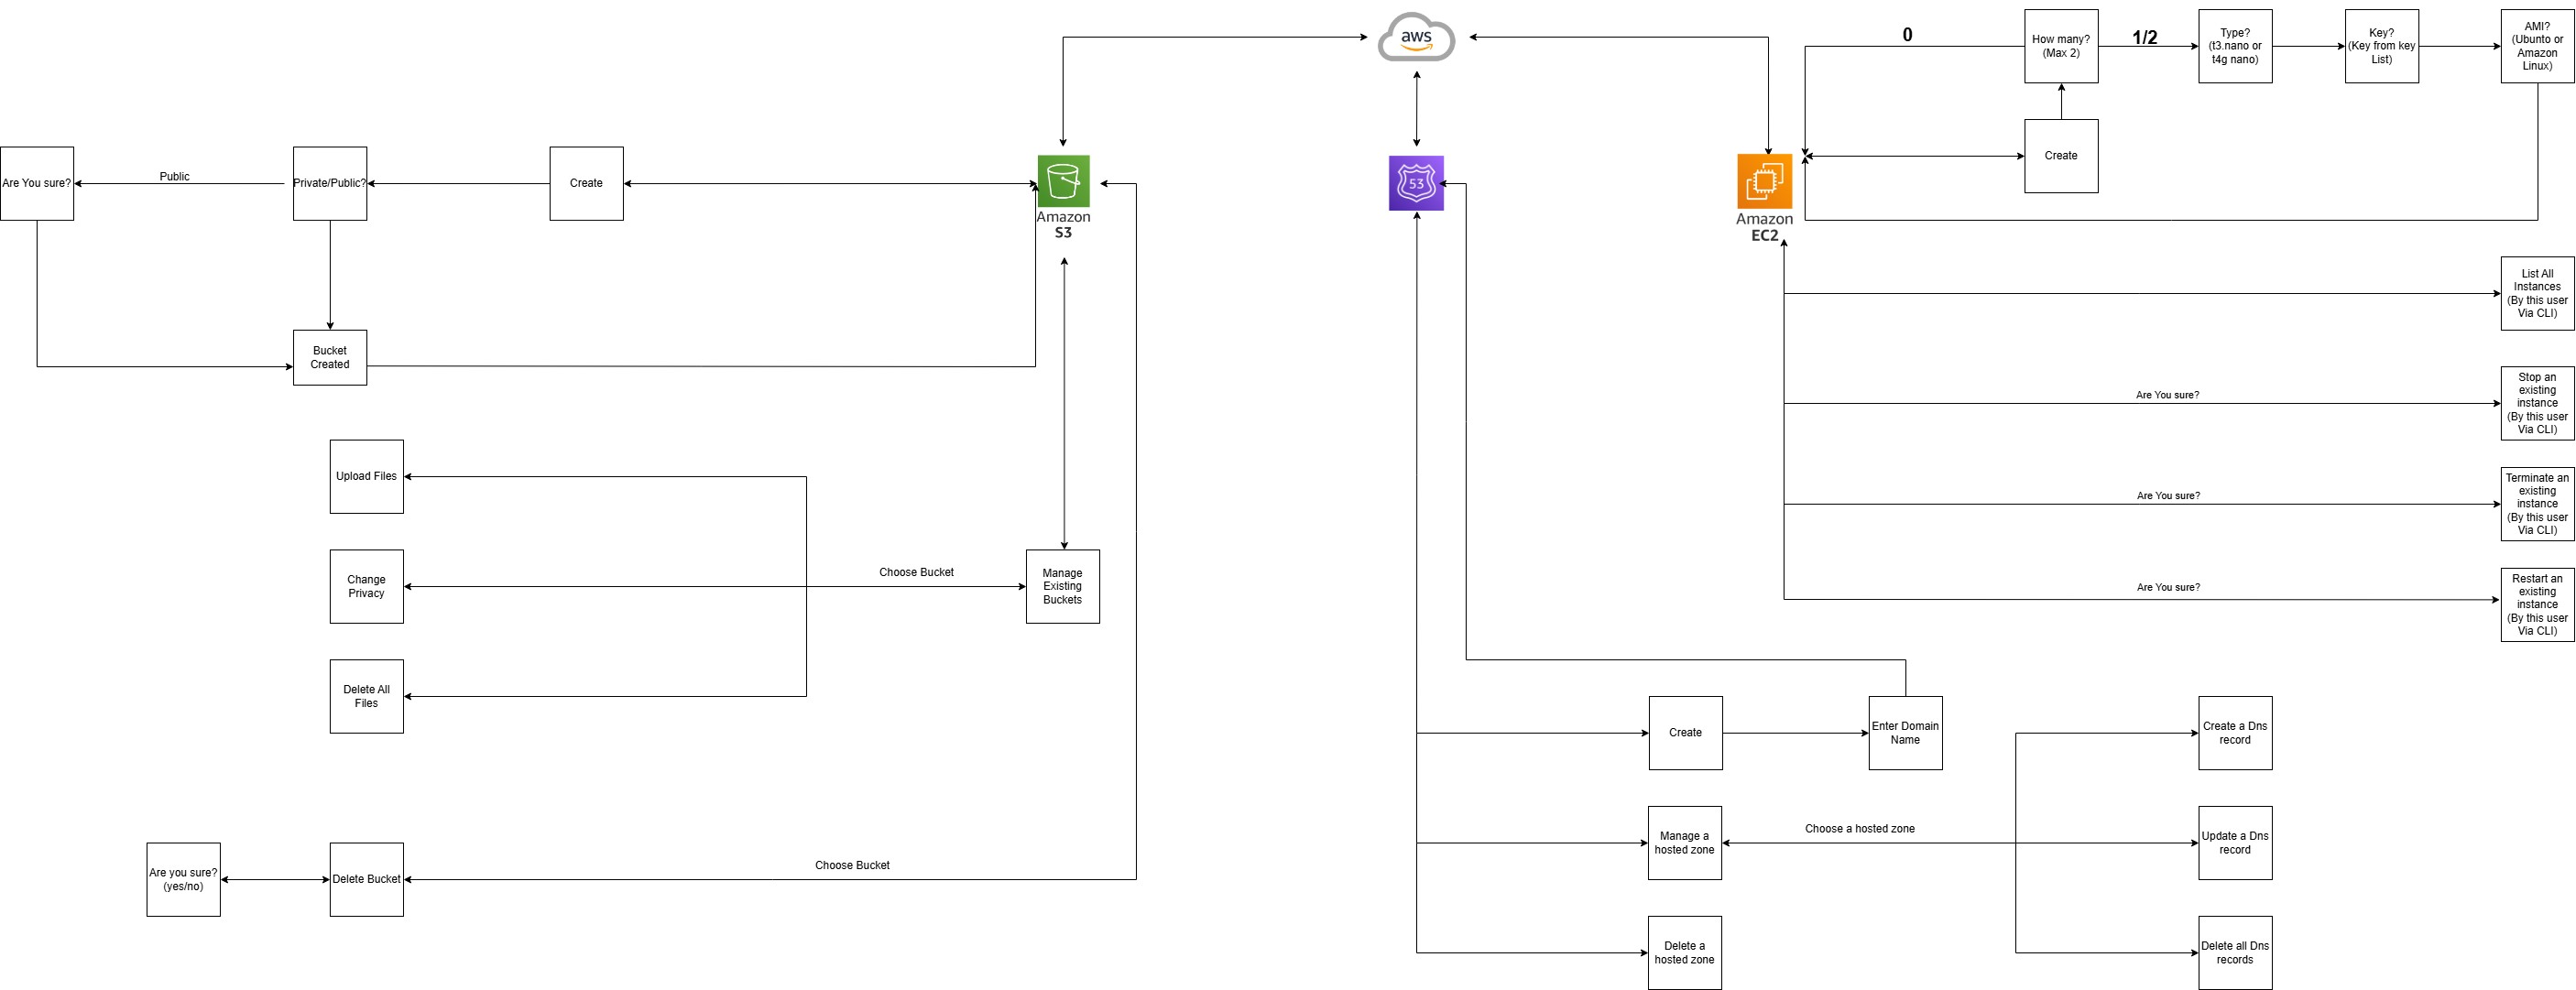 aws
0
How many?
(Max 2)
1/2
Type?
(t3.nano or
t4g nano)
Key?
(Key from key
List)
AMI?
(Ubunto or
Amazon
Linux)
Create
Are You sure?
Public
Private/Public?
Create
Amazon
S3
53
Amazon
EC2
List All
Instances
(By this user
Via CLI)
Bucket
Created
Are You sure?
Stop an
existing
instance
(By this user
Via CLI)
Upload Files
Are You sure?
Terminate an
existing
instance
(By this user
Via CLI)
Change
Privacy
Choose Bucket
Manage
Existing
Buckets
Are You sure?
Restart an
existing
instance
(By this user
Via CLI)
Delete All
Files
Create
Enter Domain
Name
Create a Dns
record
Manage a
hosted zone
Choose a hosted zone
Update a Dns
record
Are you sure?
(yes/no)
Delete Bucket
Choose Bucket
Delete a
hosted zone
Delete all Dns
records